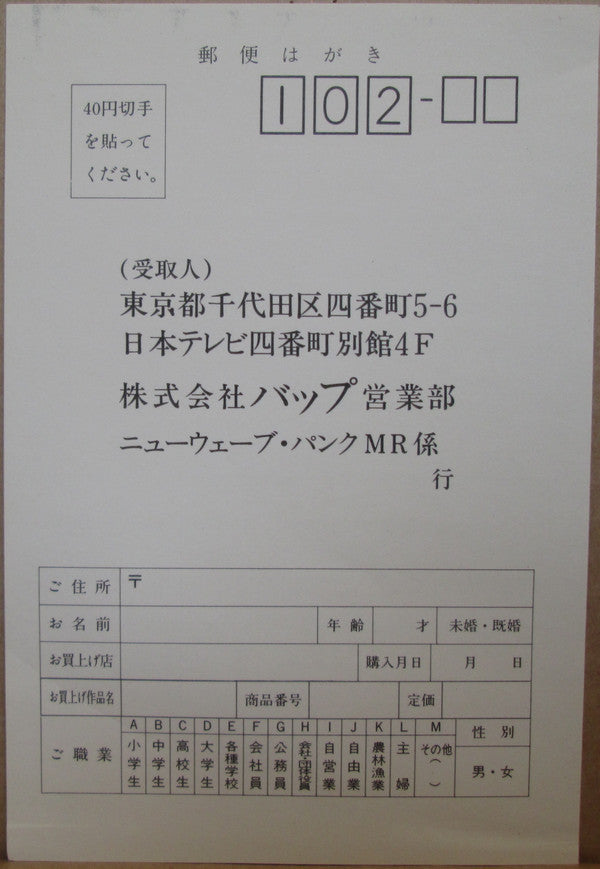 郵便はがき
40円切手
を貼って
ください。
102-
(受取人)
東京都千代田区四番町5-6
日本テレビ四番町別館4F
株式会社バップ営業部
ニューウェーブ・パンクMR係
行
ご住所 〒
お名前 年齢 才 未婚・既婚
お買上げ店 購入月日 月 日
お買上げ作品名 商品番号 定価
ご職業
A 小学生
B 中学生
C 高校生
D 大学生
E 各種学校
F 会社員
G 公務員
H 会社・団体役員
I 自営業
J 自由業
K 農林漁業
L 主婦
M その他( )
性別
男・女